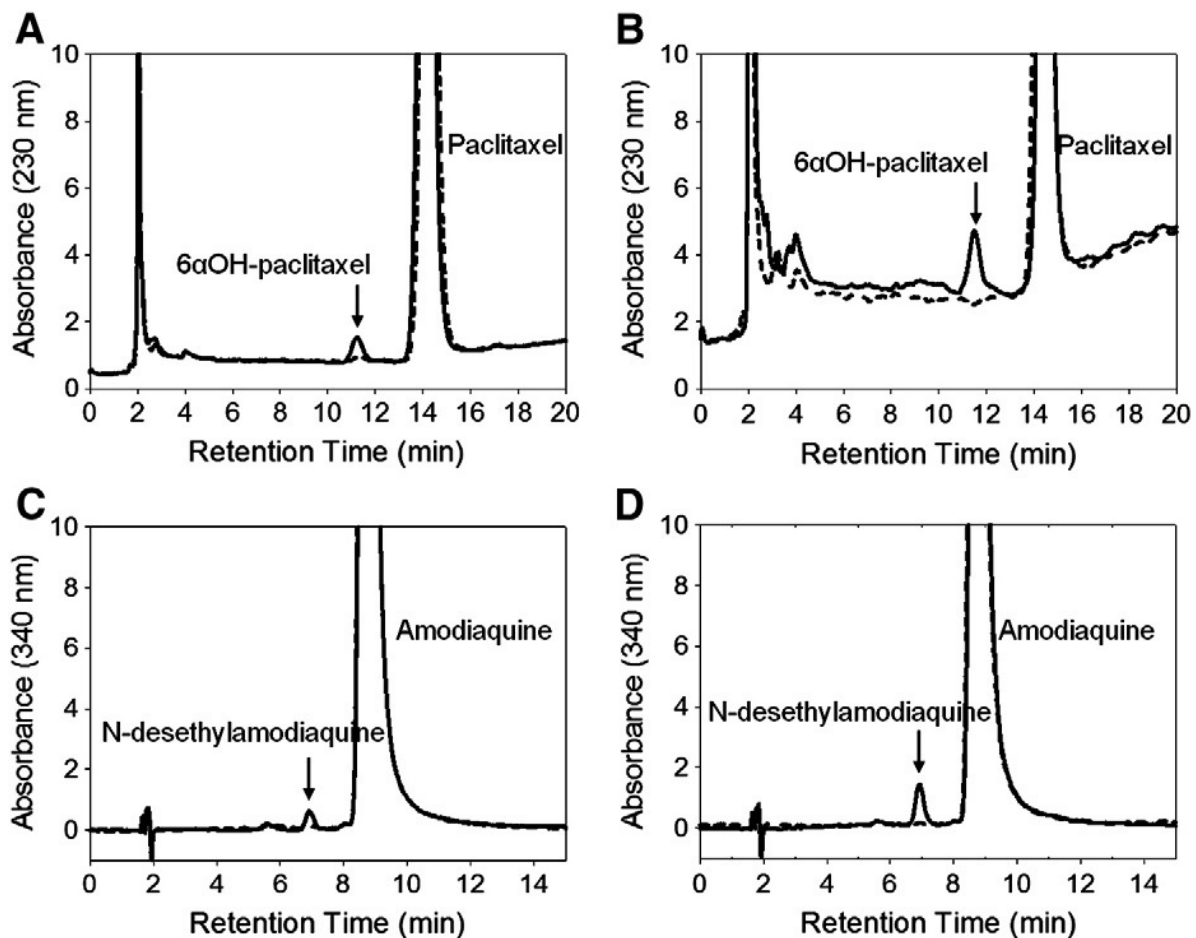 A
Absorbance (230 nm)
10
8
6
4
2
0
Paclitaxel
6αOH-paclitaxel
0 2 4 6 8 10 12 14 16 18 20
Retention Time (min)
B
Absorbance (230 nm)
10
8
6
4
2
0
6αOH-paclitaxel
Paclitaxel
0 2 4 6 8 10 12 14 16 18 20
Retention Time (min)
C
Absorbance (340 nm)
10
8
6
4
2
0
Amodiaquine
N-desethylamodiaquine
0 2 4 6 8 10 12 14
Retention Time (min)
D
Absorbance (340 nm)
10
8
6
4
2
0
Amodiaquine
N-desethylamodiaquine
0 2 4 6 8 10 12 14
Retention Time (min)